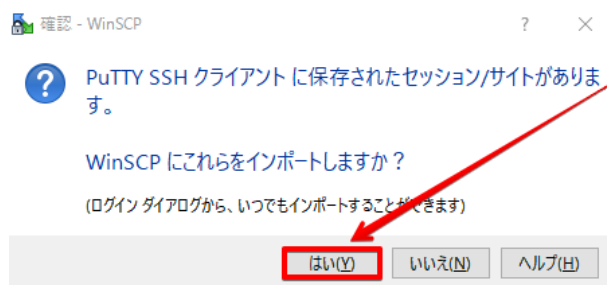 確認 - WinSCP
PuTTY SSH クライアント に保存されたセッション/サイトがありま
す。
WinSCP にこれらをインポートしますか？
(ログイン ダイアログから、いつでもインポートすることができます)
はい(Y) いいえ(N) ヘルプ(H)